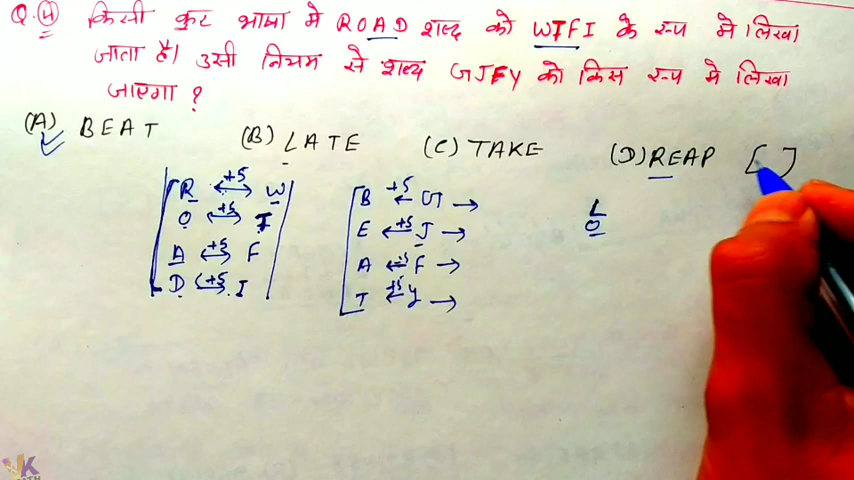 Q.④ किसी कुट भाषा मे ROAD शब्द को WTFI के रूप मे लिखा
जाता है। उसी नियम से शब्द GJFY को किस रूप मे लिखा
जाएगा ?
(A) BEAT (B) LATE (C) TAKE (D) REAP [ ]
R +5 W B +5 G L
O +5 T E +5 J O
A +5 F A +5 F
D +5 I T +5 Y